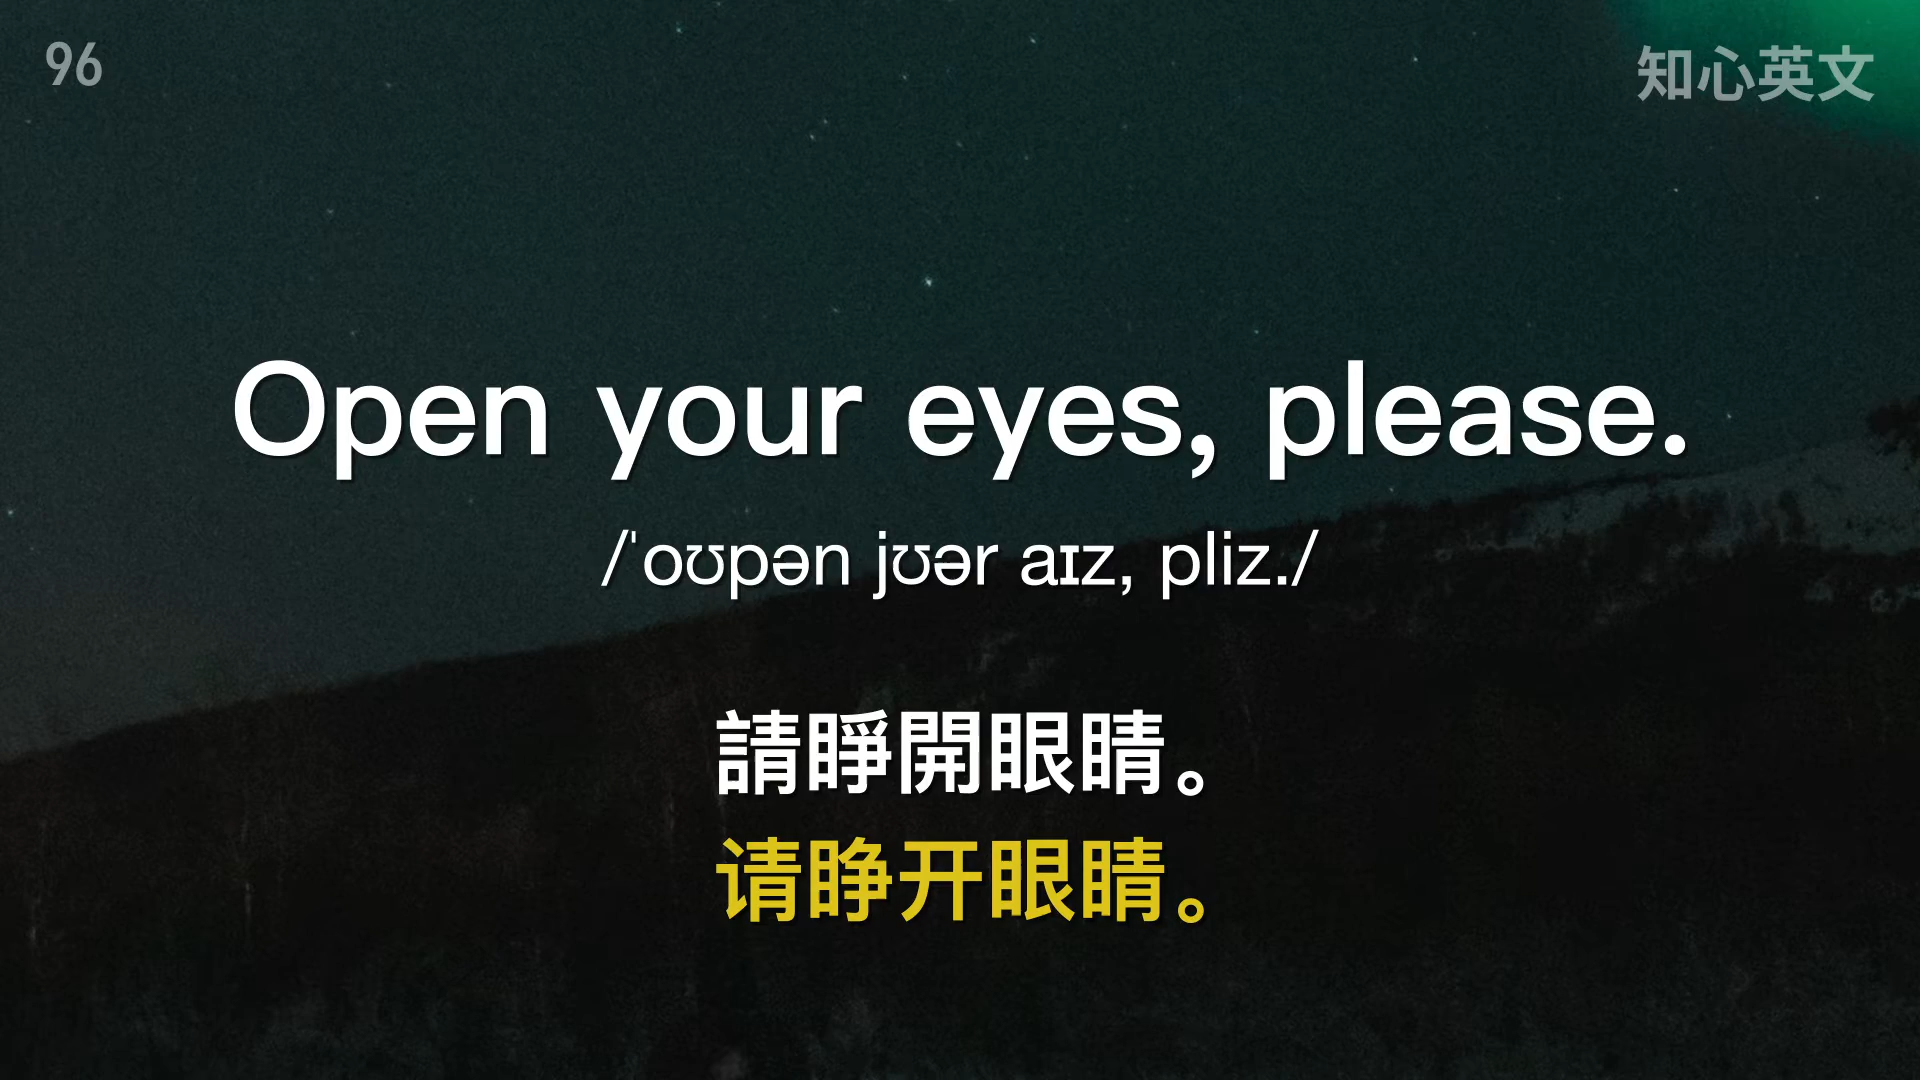 96
知心英文
Open your eyes, please.
/ˈoʊpən jʊər aɪz, pliz./
請睜開眼睛。
请睁开眼睛。